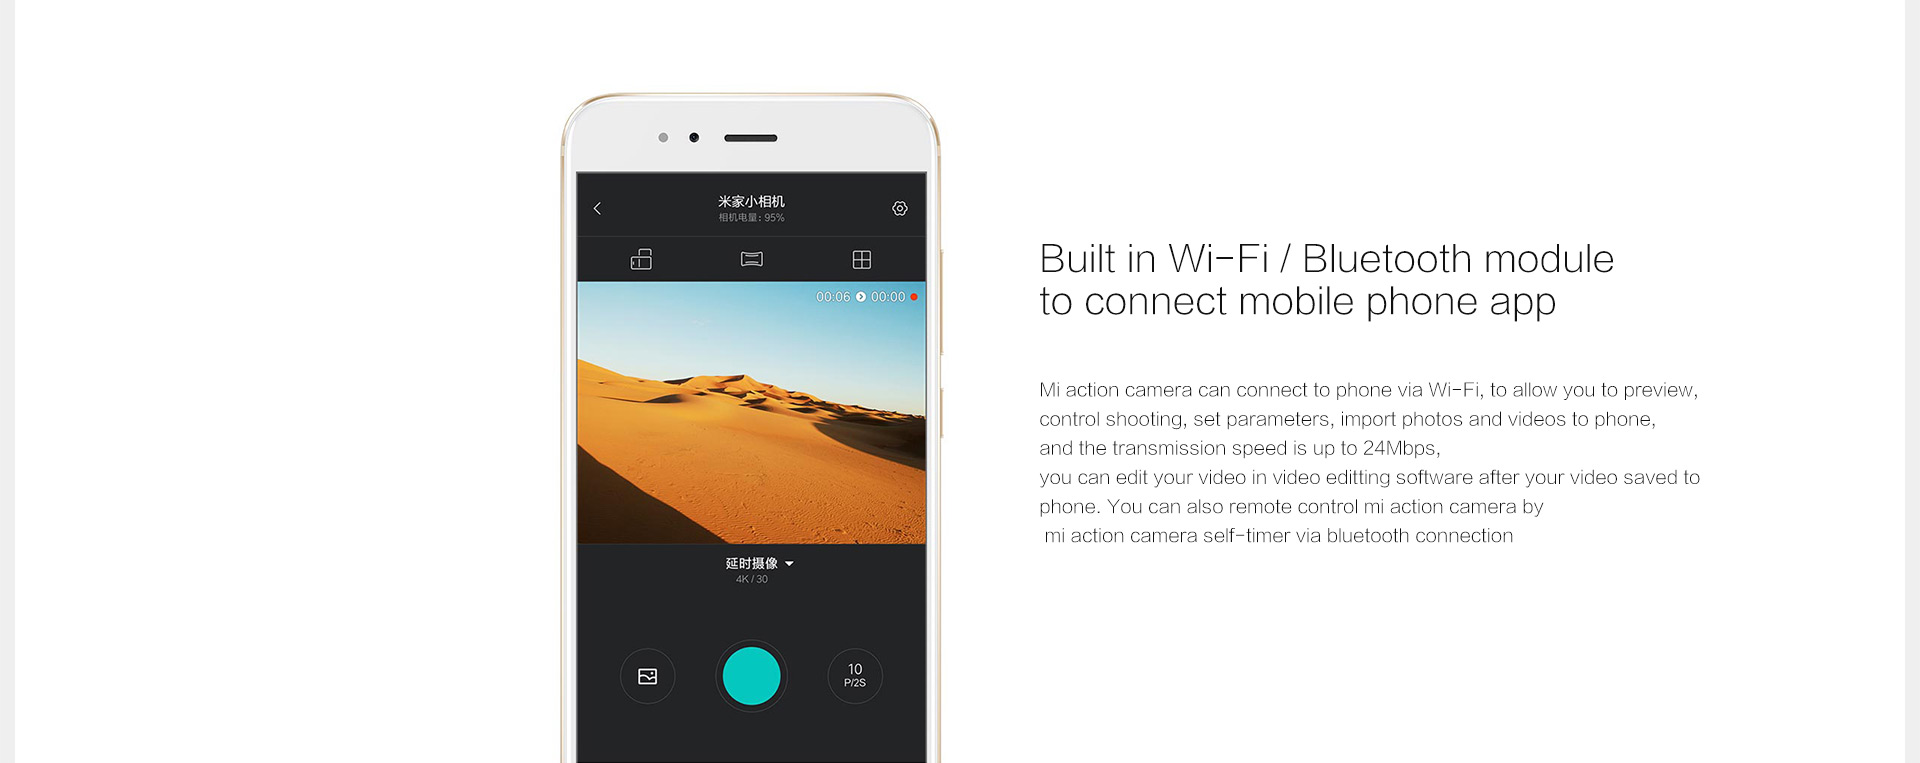 米家小相机
相机电量: 95%
00:06 00:00
延时摄像
4K / 30
10
P/2S
Built in Wi-Fi / Bluetooth module
to connect mobile phone app
Mi action camera can connect to phone via Wi-Fi, to allow you to preview,
control shooting, set parameters, import photos and videos to phone,
and the transmission speed is up to 24Mbps,
you can edit your video in video editting software after your video saved to
phone. You can also remote control mi action camera by
mi action camera self-timer via bluetooth connection